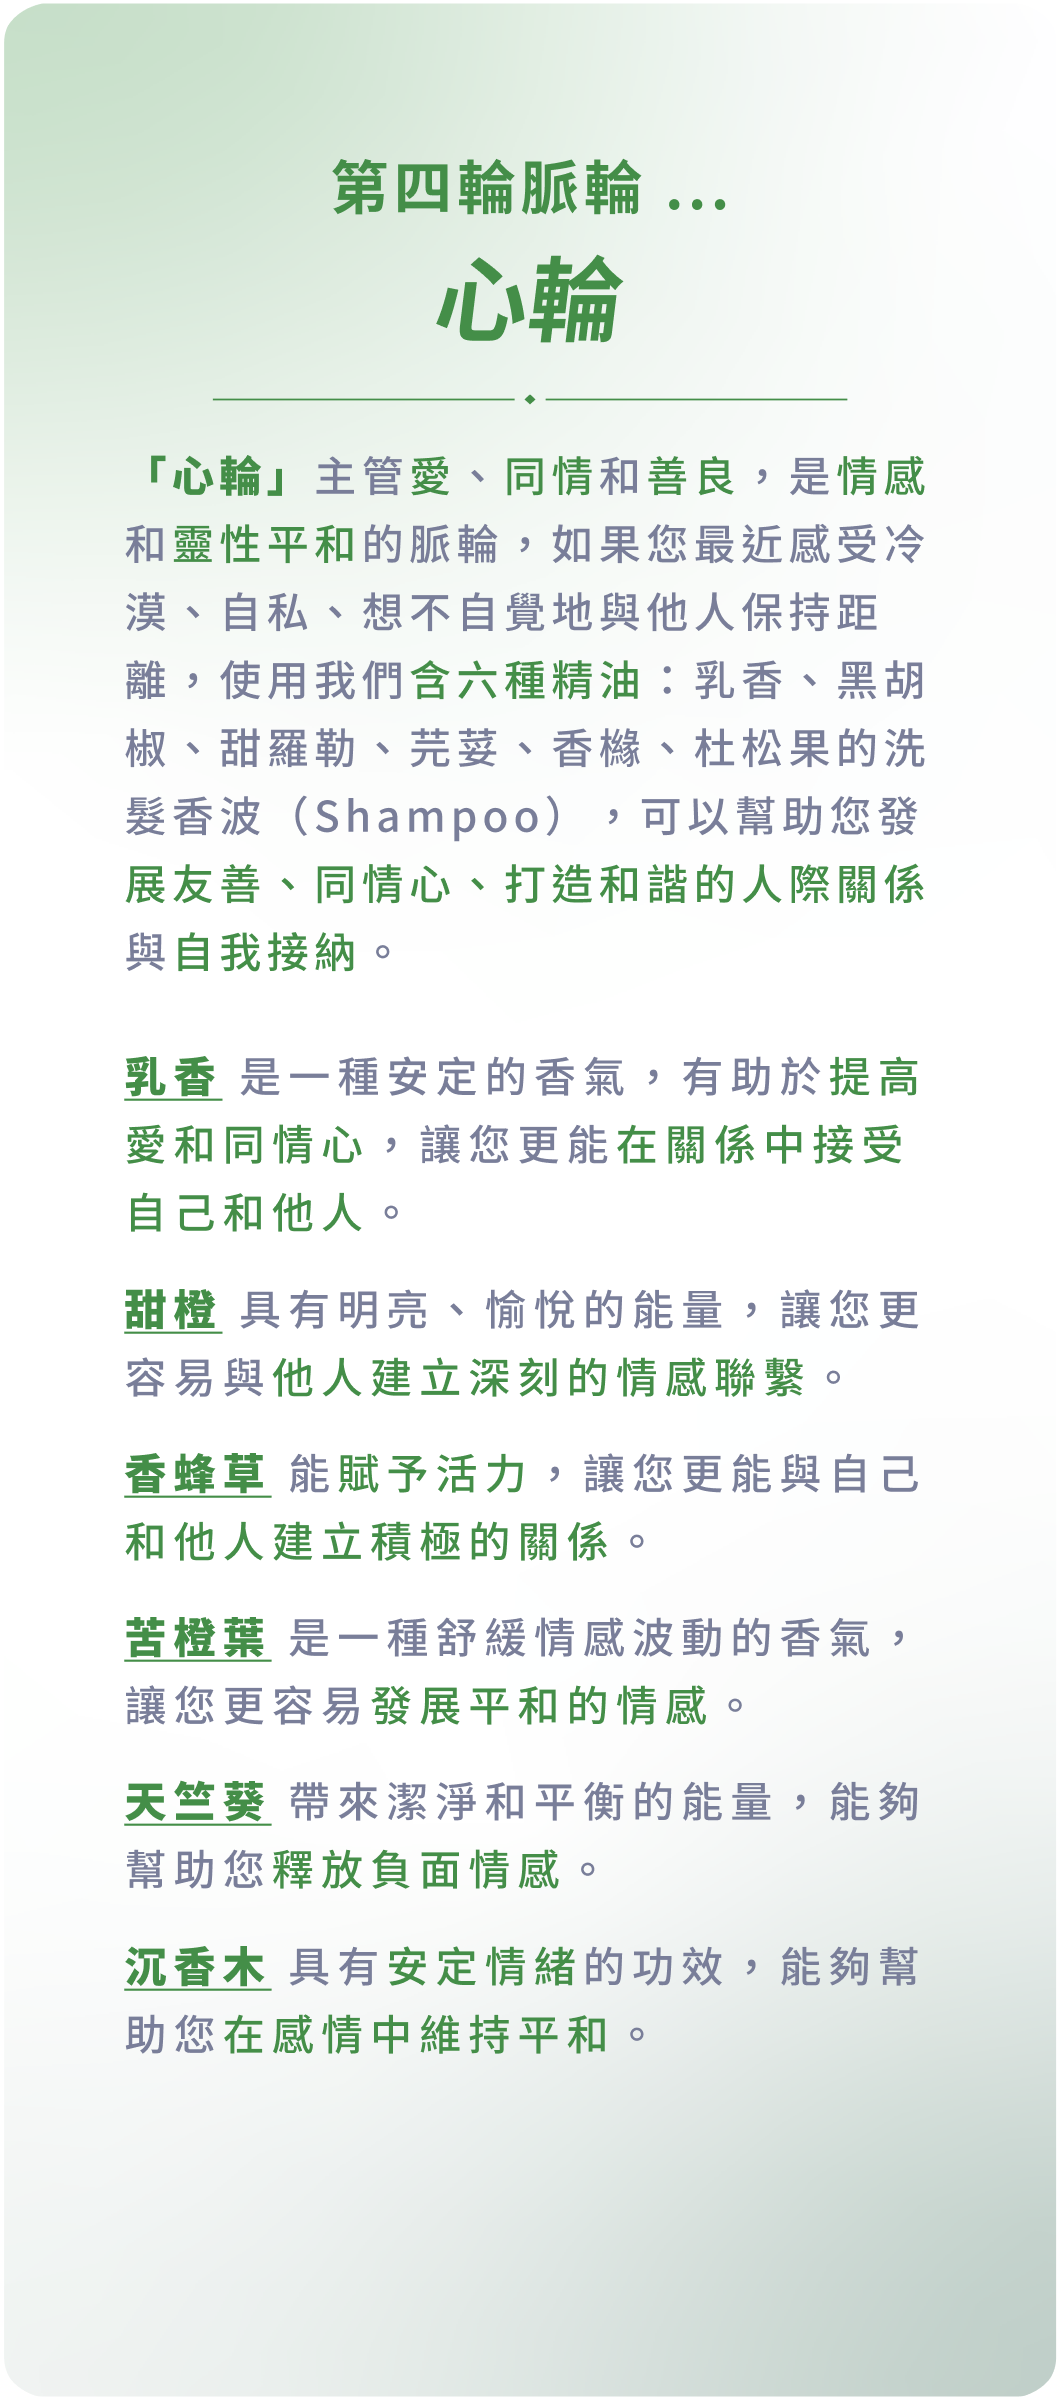 第四輪脈輪 ...
心輪
「心輪」主管愛、同情和善良，是情感
和靈性平和的脈輪，如果您最近感受冷
漠、自私、想不自覺地與他人保持距
離，使用我們含六種精油：乳香、黑胡
椒、甜羅勒、芫荽、香櫞、杜松果的洗
髮香波（Shampoo），可以幫助您發
展友善、同情心、打造和諧的人際關係
與自我接納。
乳香 是一種安定的香氣，有助於提高
愛和同情心，讓您更能在關係中接受
自己和他人。
甜橙 具有明亮、愉悅的能量，讓您更
容易與他人建立深刻的情感聯繫。
香蜂草 能賦予活力，讓您更能與自己
和他人建立積極的關係。
苦橙葉 是一種舒緩情感波動的香氣，
讓您更容易發展平和的情感。
天竺葵 帶來潔淨和平衡的能量，能夠
幫助您釋放負面情感。
沉香木 具有安定情緒的功效，能夠幫
助您在感情中維持平和。